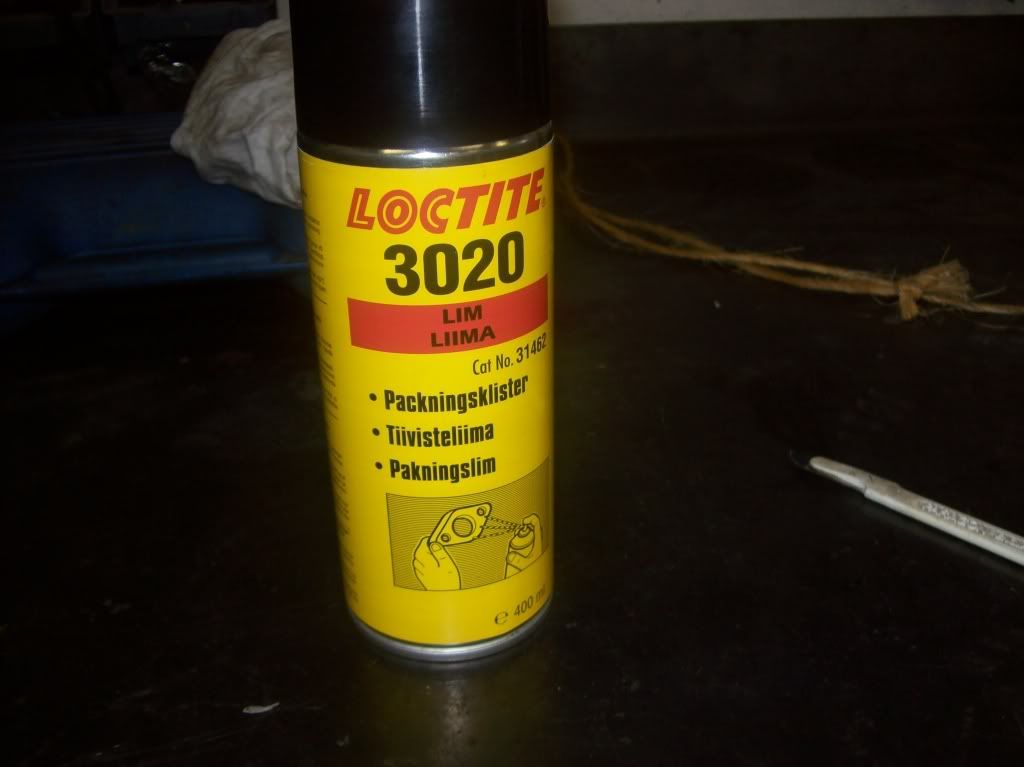 LOCTITE
3020
LIM
LIIMA
Cat No. 31462
• Packningsklister
• Tiivisteliima
• Pakningslim
e 400 ml